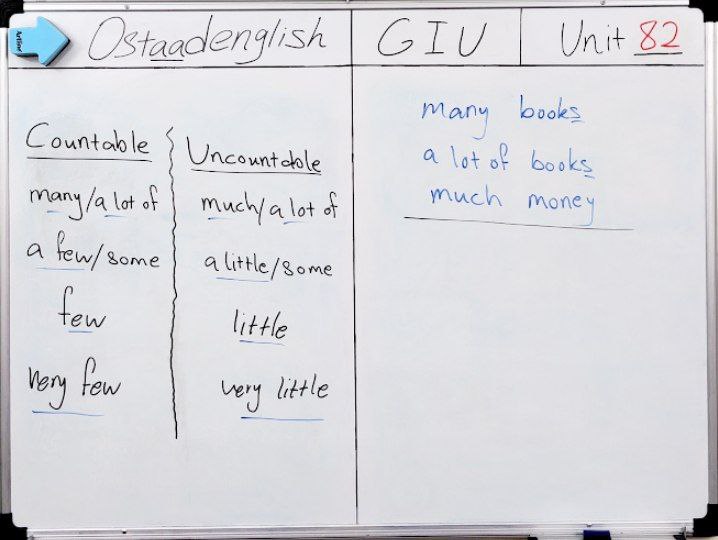 Artline
Ostaadenglish
GIU
Unit 82
Countable
many/a lot of
a few/some
few
very few
Uncountable
much/a lot of
a little/some
little
very little
many books
a lot of books
much money